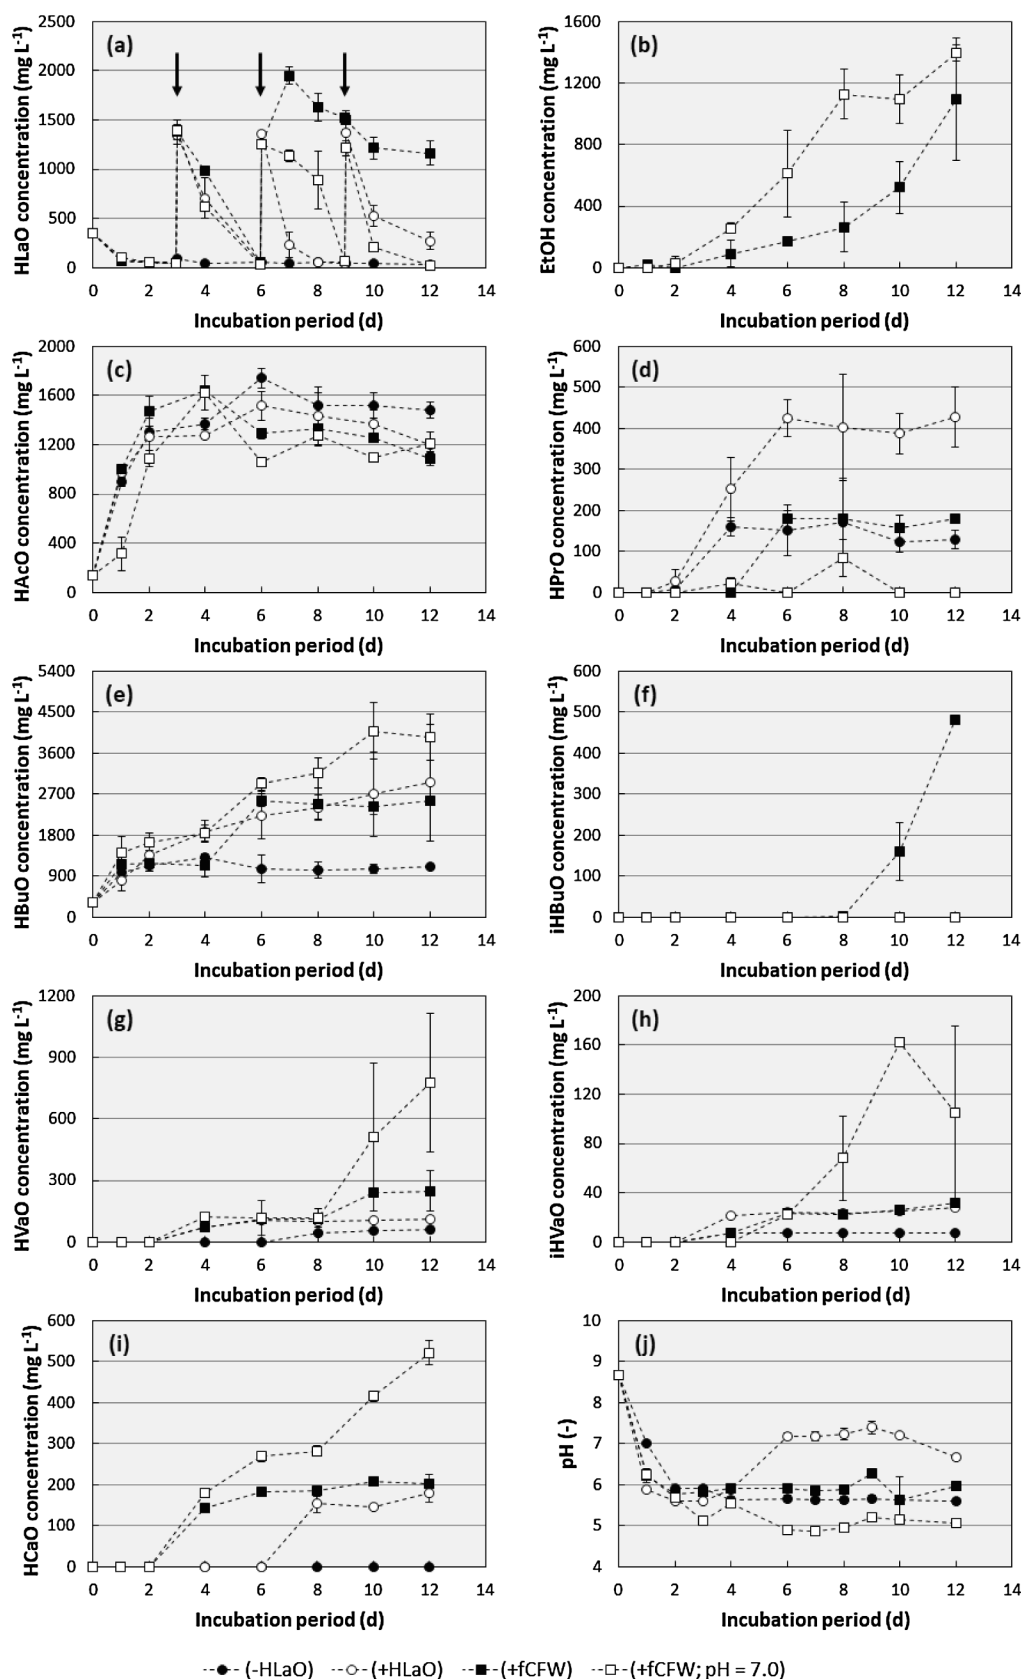 (a)
HLaO concentration (mg L-1)
2500
2000
1500
1000
500
0
0 2 4 6 8 10 12 14
Incubation period (d)
(b)
EtOH concentration (mg L-1)
1600
1200
800
400
0
0 2 4 6 8 10 12 14
Incubation period (d)
(c)
HAcO concentration (mg L-1)
2000
1600
1200
800
400
0
0 2 4 6 8 10 12 14
Incubation period (d)
(d)
HPrO concentration (mg L-1)
600
500
400
300
200
100
0
0 2 4 6 8 10 12 14
Incubation period (d)
(e)
HBuO concentration (mg L-1)
5400
4500
3600
2700
1800
900
0
0 2 4 6 8 10 12 14
Incubation period (d)
(f)
iHBuO concentration (mg L-1)
600
500
400
300
200
100
0
0 2 4 6 8 10 12 14
Incubation period (d)
(g)
HVaO concentration (mg L-1)
1200
900
600
300
0
0 2 4 6 8 10 12 14
Incubation period (d)
(h)
iHVaO concentration (mg L-1)
200
160
120
80
40
0
0 2 4 6 8 10 12 14
Incubation period (d)
(i)
HCaO concentration (mg L-1)
600
500
400
300
200
100
0
0 2 4 6 8 10 12 14
Incubation period (d)
(j)
pH (-)
10
9
8
7
6
5
4
0 2 4 6 8 10 12 14
Incubation period (d)
(-HLaO) (+HLaO) (+fCFW) (+fCFW; pH = 7.0)